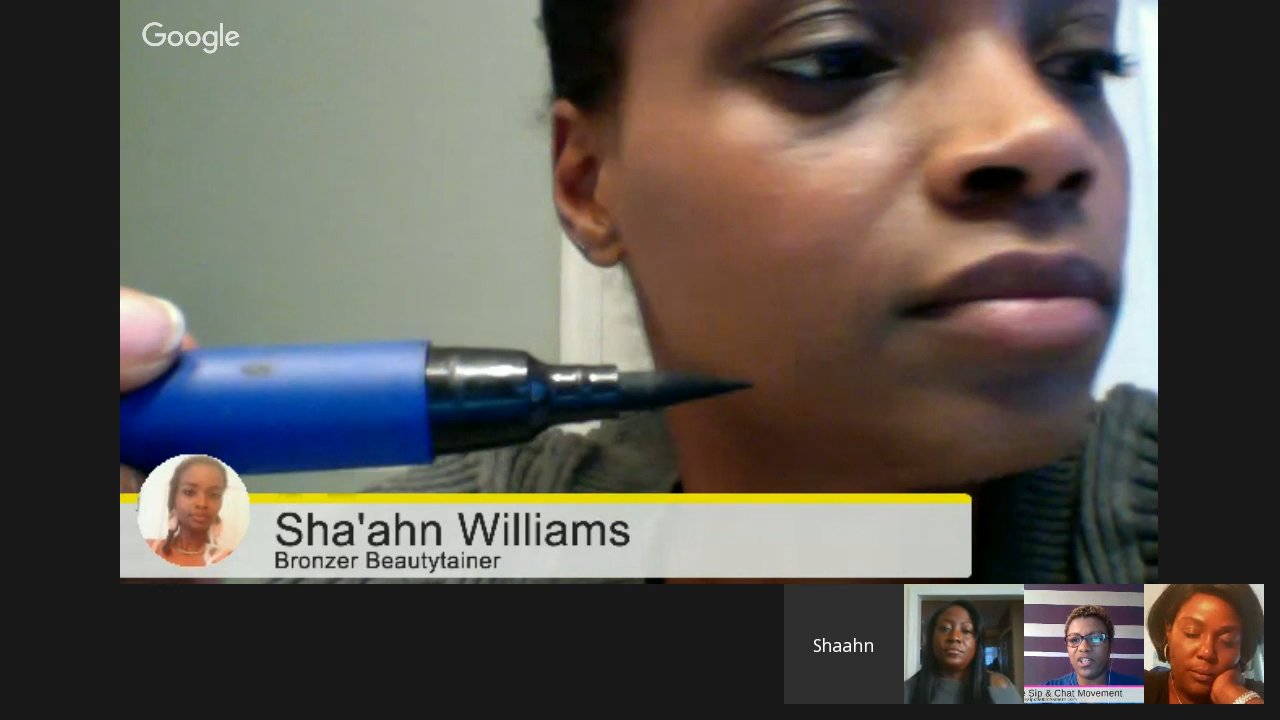 Google
Sha'ahn Williams
Bronzer Beautytainer
Shaahn
Sip & Chat Movement